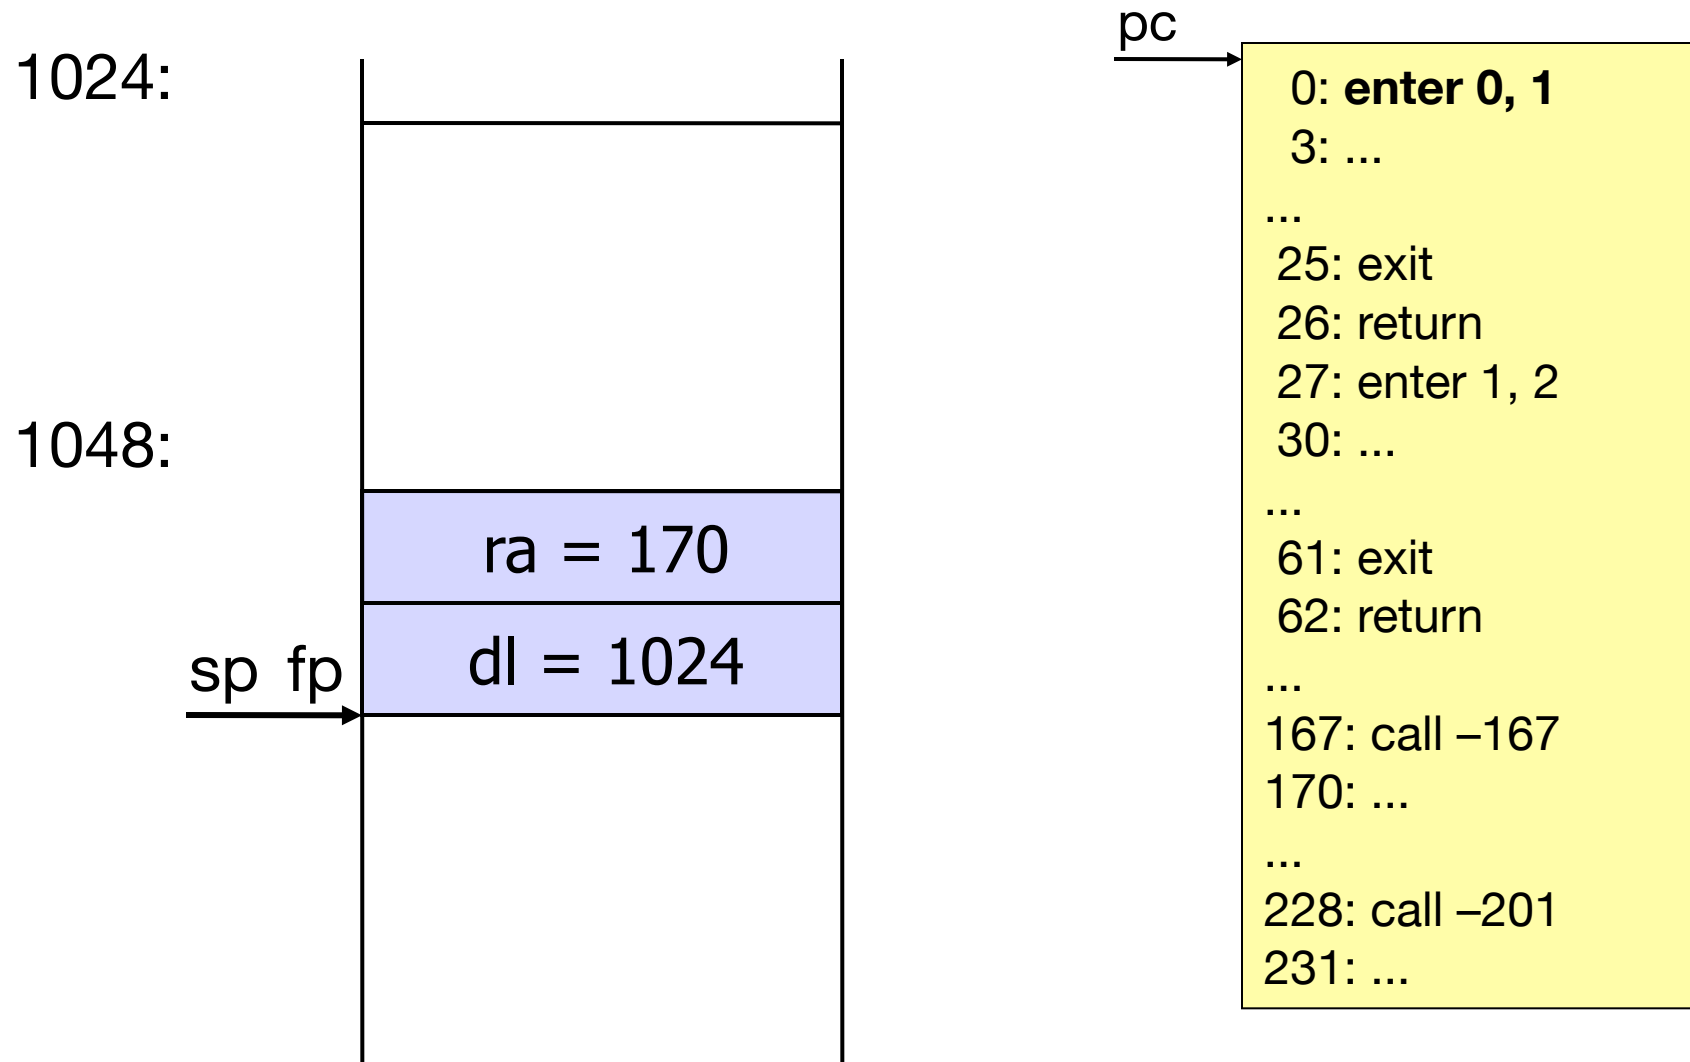 1024:
1048:
ra = 170
dl = 1024
sp fp
pc
0: enter 0, 1
3: ...
...
25: exit
26: return
27: enter 1, 2
30: ...
...
61: exit
62: return
...
167: call –167
170: ...
...
228: call –201
231: ...